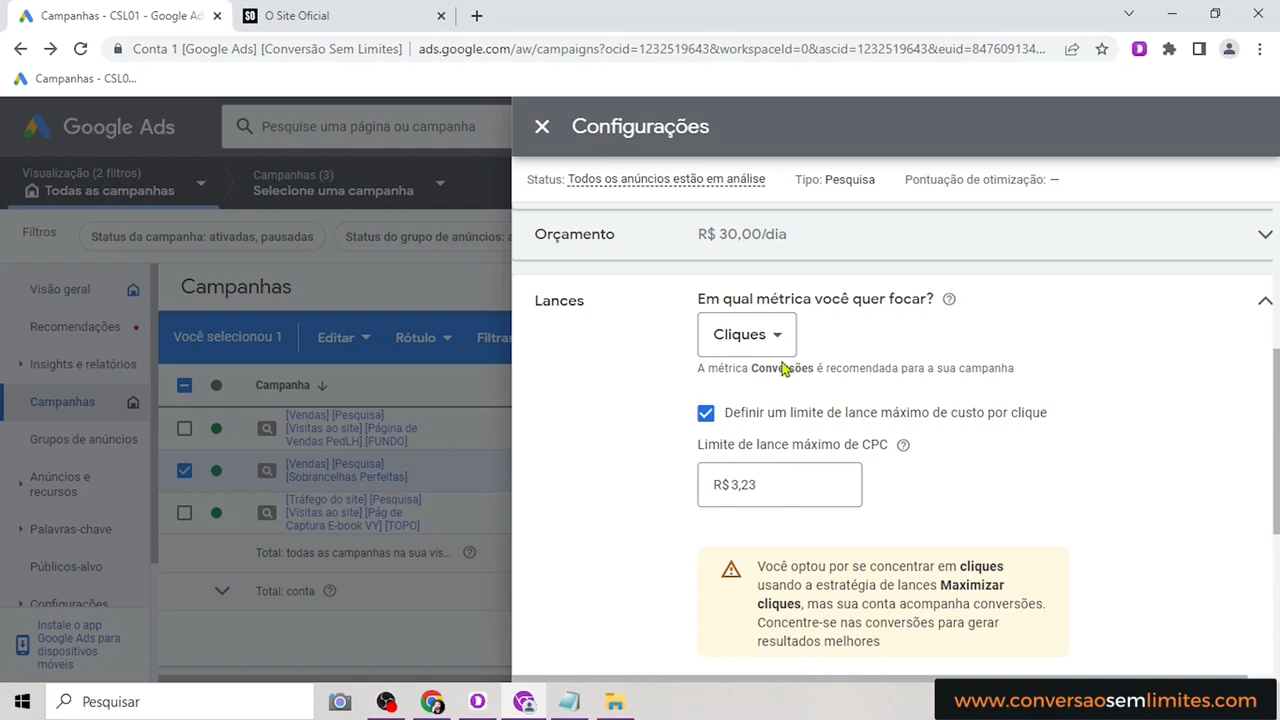 Campanhas - CSL01 - Google Ad
O Site Oficial
Conta 1 [Google Ads] [Conversão Sem Limites]
ads.google.com/aw/campaigns?ocid=1232519643&workspaceId=0&ascid=1232519643&euid=847609134...
Campanhas - CSL0...
Google Ads
Pesquise uma página ou campanha
Configurações
Visualização (2 filtros)
Todas as campanhas
Campanhas (3)
Selecione uma campanha
Status: Todos os anúncios estão em análise
Tipo: Pesquisa
Pontuação de otimização: —
Filtros
Status da campanha: ativadas, pausadas
Status do grupo de anúncios: a
Orçamento
R$ 30,00/dia
Visão geral
Recomendações
Insights e relatórios
Campanhas
Grupos de anúncios
Anúncios e
recursos
Palavras-chave
Públicos-alvo
Configurações
Instale o app
Google Ads para
dispositivos
móveis
Campanhas
Você selecionou 1
Editar
Rótulo
Filtrar
Campanha
[Vendas] [Pesquisa]
[Visitas ao site] [Página de
Vendas PedLH] [FUNDO]
[Vendas] [Pesquisa]
[Sobrancelhas Perfeitas]
[Tráfego do site] [Pesquisa]
[Visitas ao site] [Pág de
Captura E-book VY] [TOPO]
Total: todas as campanhas na sua vis...
Total: conta
Lances
Em qual métrica você quer focar?
Cliques
A métrica Conversões é recomendada para a sua campanha
Definir um limite de lance máximo de custo por clique
Limite de lance máximo de CPC
R$ 3,23
Você optou por se concentrar em cliques
usando a estratégia de lances Maximizar
cliques, mas sua conta acompanha conversões.
Concentre-se nas conversões para gerar
resultados melhores
Pesquisar
www.conversaosemlimites.com